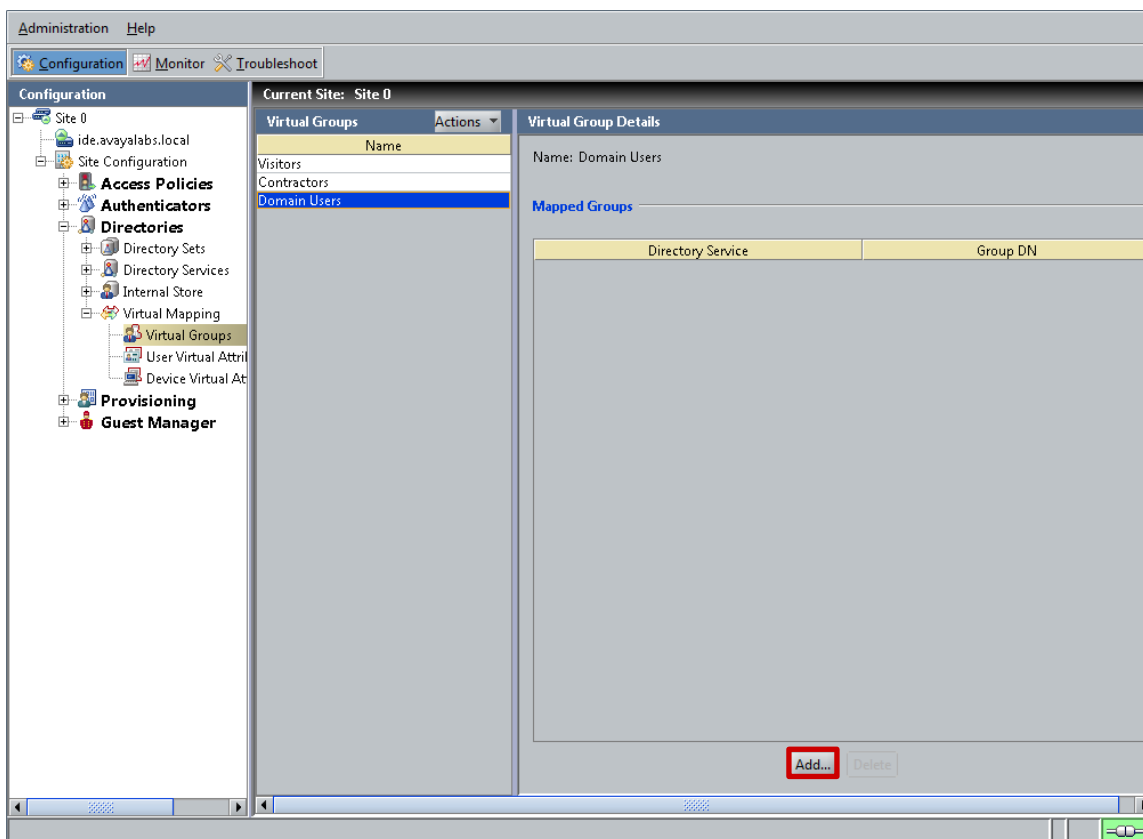 Administration Help
Configuration Monitor Troubleshoot
Configuration
Site 0
ide.avayalabs.local
Site Configuration
Access Policies
Authenticators
Directories
Directory Sets
Directory Services
Internal Store
Virtual Mapping
Virtual Groups
User Virtual Attril
Device Virtual At
Provisioning
Guest Manager
Current Site: Site 0
Virtual Groups Actions
Name
Visitors
Contractors
Domain Users
Virtual Group Details
Name: Domain Users
Mapped Groups
Directory Service Group DN
Add... Delete